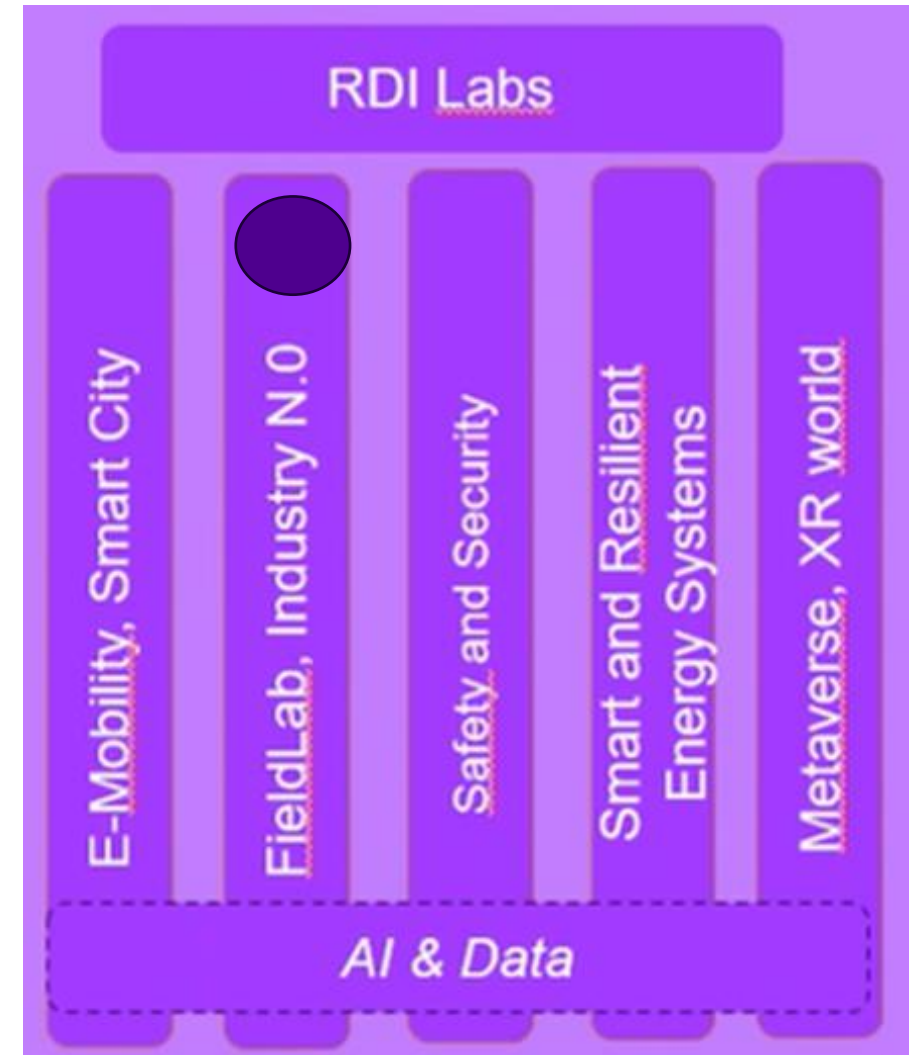 RDI Labs
E-Mobility, Smart City
FieldLab, Industry N.0
Safety and Security
Smart and Resilient
Energy Systems
Metaverse, XR world
AI & Data